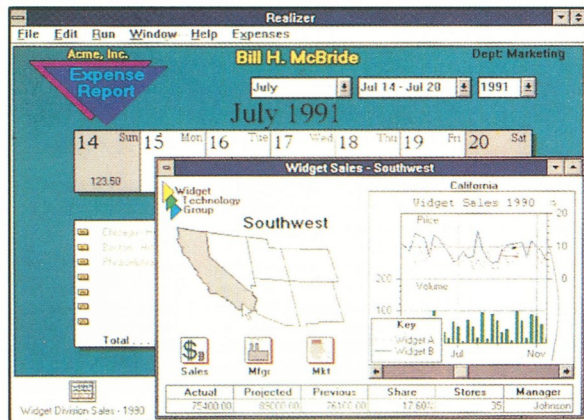 Realizer
File Edit Run Window Help Expenses
Acme, Inc.
Bill H. McBride
Dept: Marketing
Expense
Report
July
Jul 14 - Jul 20
1991
July 1991
14 Sun 15 Mon 16 Tue 17 Wed 18 Thu 19 Fri 20 Sat
123.50
Widget Sales - Southwest
Widget
Technology
Group
Southwest
California
Widget Sales 1990
Price
200
Volume
100
Key
Widget A
Widget B
Jul
Nov
Sales
Mfgr
Mkt
Total . . .
Actual Projected Previous Share Stores Manager
75400.00 89000.00 76100.00 17.60% 35 Johnson
Widget Division Sales - 1990